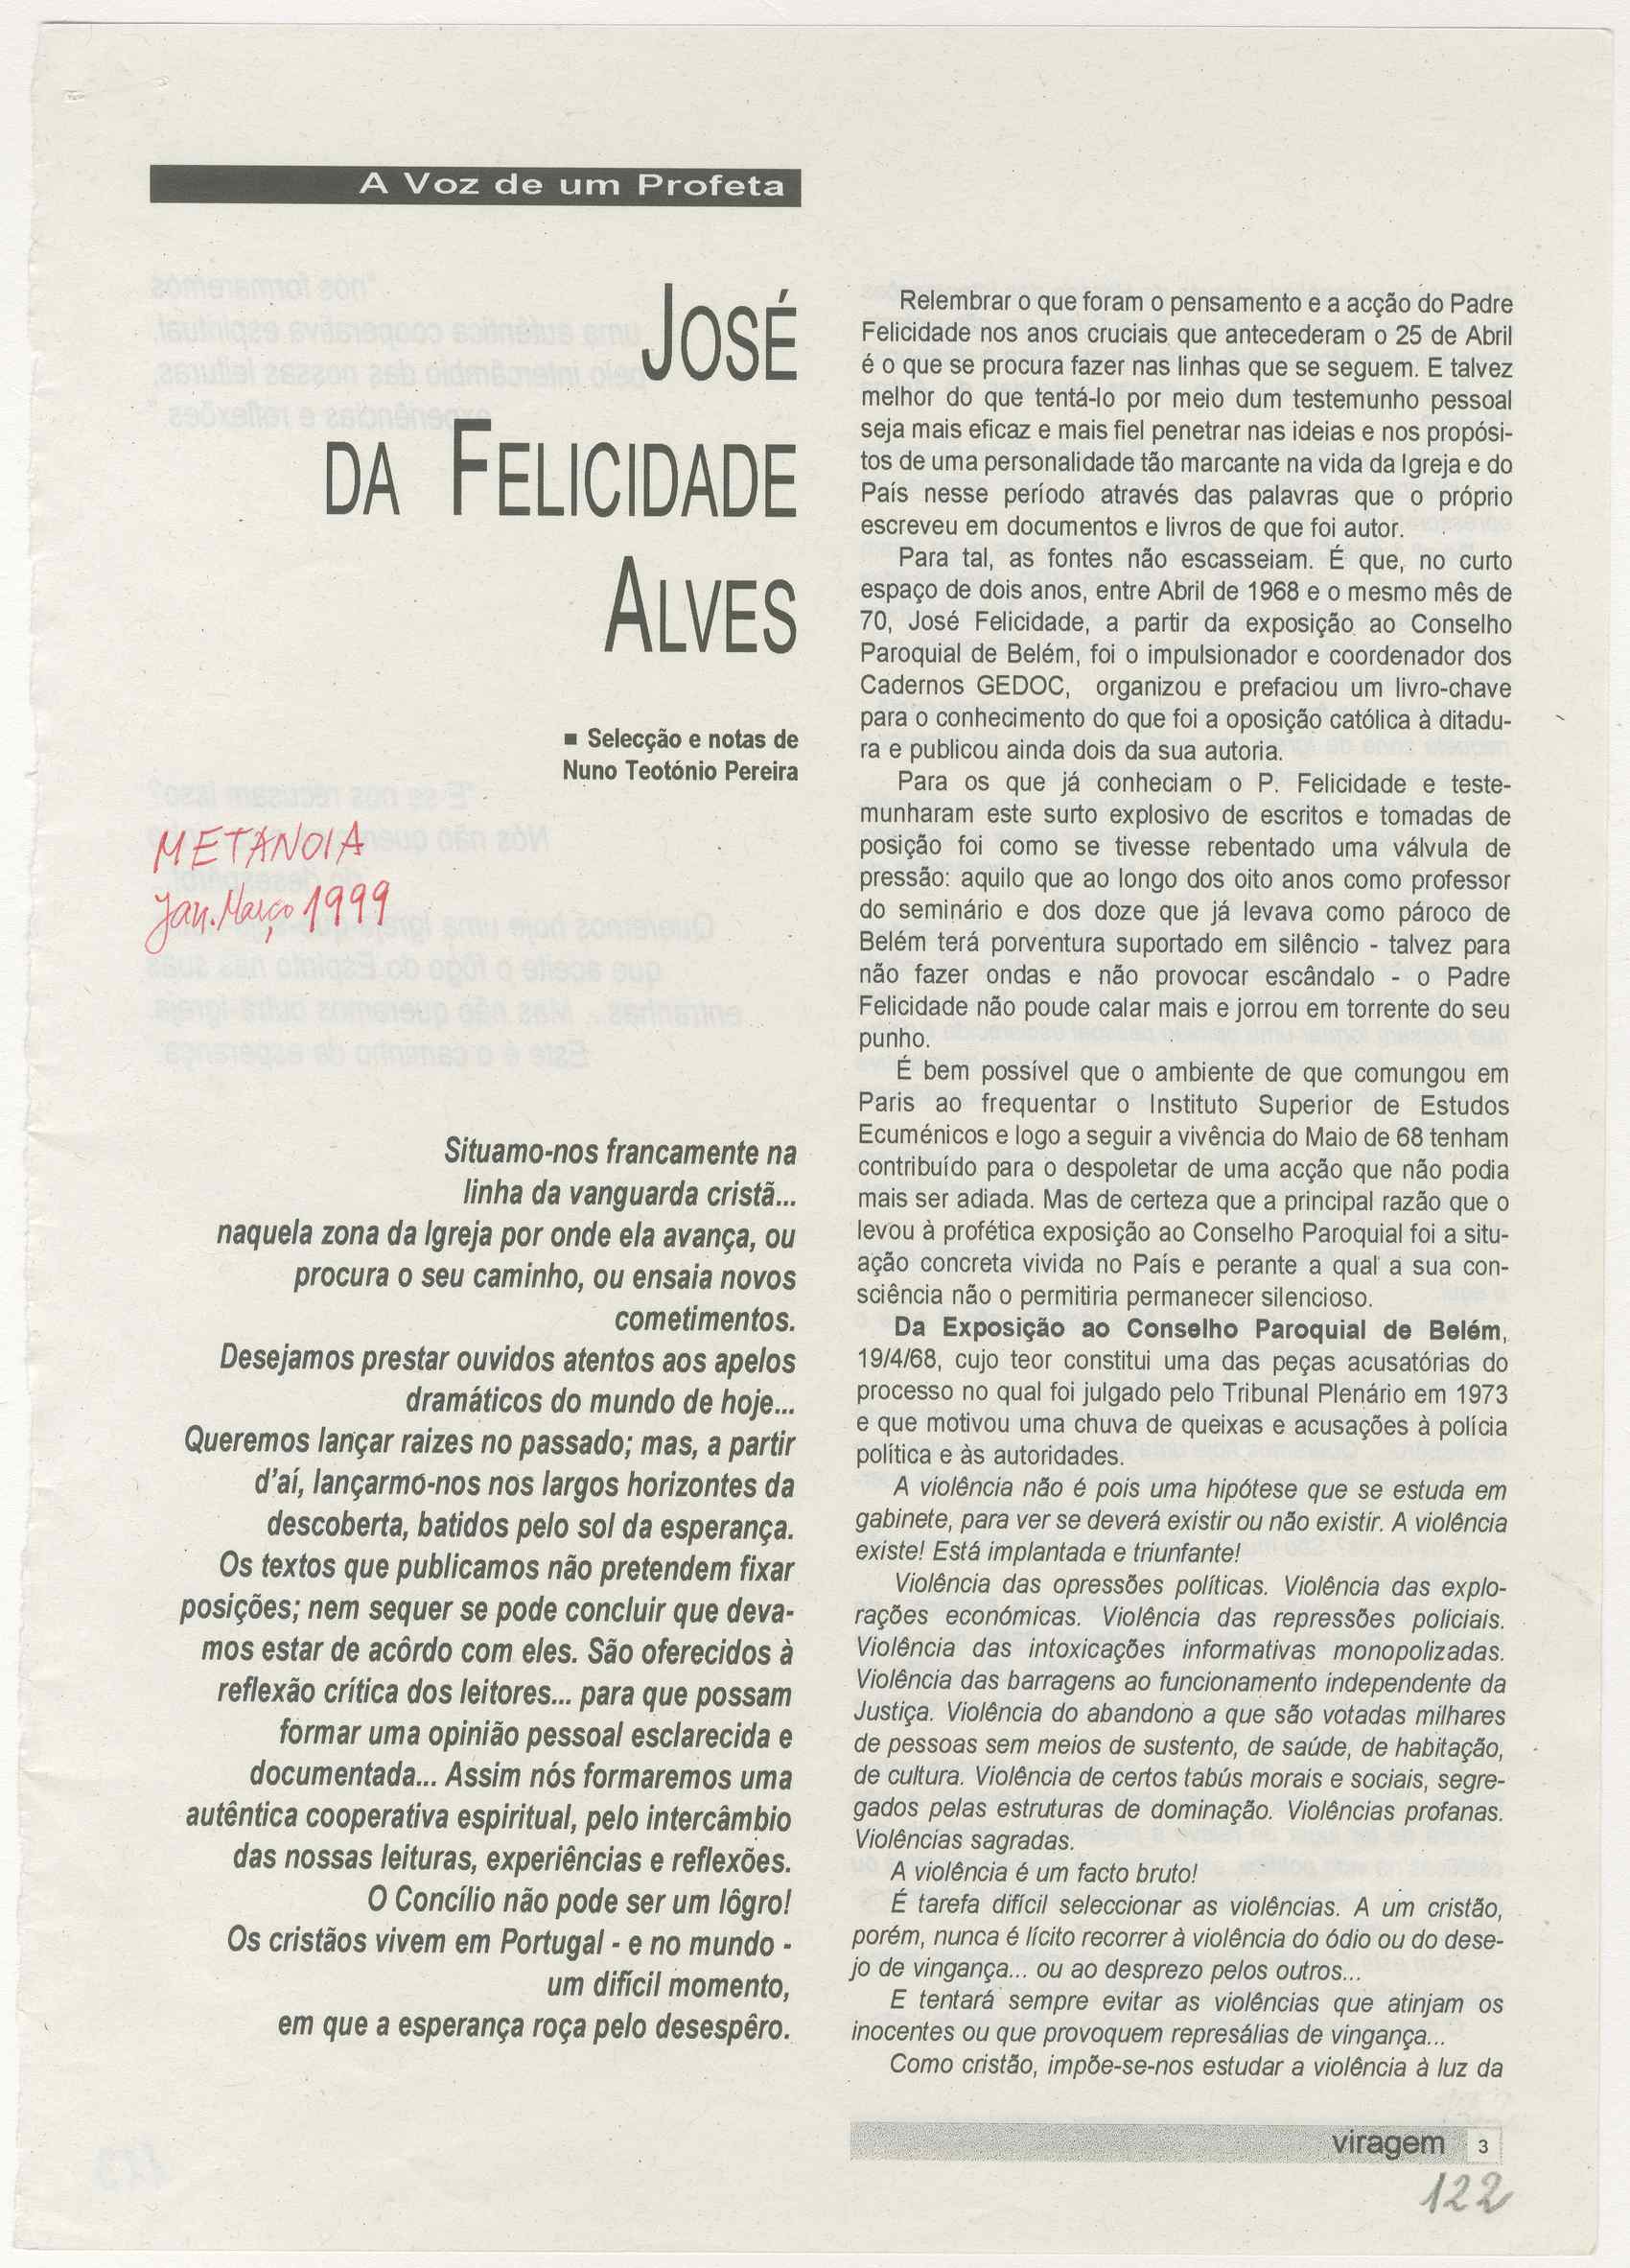 A Voz de um Profeta
JOSÉ
DA FELICIDADE
ALVES
■ Selecção e notas de
Nuno Teotónio Pereira
METANOIA
Jan. Março 1999
Situamo-nos francamente na
linha da vanguarda cristã...
naquela zona da Igreja por onde ela avança, ou
procura o seu caminho, ou ensaia novos
cometimentos.
Desejamos prestar ouvidos atentos aos apelos
dramáticos do mundo de hoje...
Queremos lançar raizes no passado; mas, a partir
d'aí, lançarmo-nos nos largos horizontes da
descoberta, batidos pelo sol da esperança.
Os textos que publicamos não pretendem fixar
posições; nem sequer se pode concluir que deva-
mos estar de acôrdo com eles. São oferecidos à
reflexão crítica dos leitores... para que possam
formar uma opinião pessoal esclarecida e
documentada... Assim nós formaremos uma
autêntica cooperativa espiritual, pelo intercâmbio
das nossas leituras, experiências e reflexões.
O Concílio não pode ser um lôgro!
Os cristãos vivem em Portugal - e no mundo -
um difícil momento,
em que a esperança roça pelo desespêro.
Relembrar o que foram o pensamento e a acção do Padre
Felicidade nos anos cruciais que antecederam o 25 de Abril
é o que se procura fazer nas linhas que se seguem. E talvez
melhor do que tentá-lo por meio dum testemunho pessoal
seja mais eficaz e mais fiel penetrar nas ideias e nos propósi-
tos de uma personalidade tão marcante na vida da Igreja e do
País nesse período através das palavras que o próprio
escreveu em documentos e livros de que foi autor.
Para tal, as fontes não escasseiam. É que, no curto
espaço de dois anos, entre Abril de 1968 e o mesmo mês de
70, José Felicidade, a partir da exposição ao Conselho
Paroquial de Belém, foi o impulsionador e coordenador dos
Cadernos GEDOC, organizou e prefaciou um livro-chave
para o conhecimento do que foi a oposição católica à ditadu-
ra e publicou ainda dois da sua autoria.
Para os que já conheciam o P. Felicidade e teste-
munharam este surto explosivo de escritos e tomadas de
posição foi como se tivesse rebentado uma válvula de
pressão: aquilo que ao longo dos oito anos como professor
do seminário e dos doze que já levava como pároco de
Belém terá porventura suportado em silêncio - talvez para
não fazer ondas e não provocar escândalo - o Padre
Felicidade não poude calar mais e jorrou em torrente do seu
punho.
É bem possível que o ambiente de que comungou em
Paris ao frequentar o Instituto Superior de Estudos
Ecuménicos e logo a seguir a vivência do Maio de 68 tenham
contribuído para o despoletar de uma acção que não podia
mais ser adiada. Mas de certeza que a principal razão que o
levou à profética exposição ao Conselho Paroquial foi a situ-
ação concreta vivida no País e perante a qual a sua con-
sciência não o permitiria permanecer silencioso.
Da Exposição ao Conselho Paroquial de Belém,
19/4/68, cujo teor constitui uma das peças acusatórias do
processo no qual foi julgado pelo Tribunal Plenário em 1973
e que motivou uma chuva de queixas e acusações à polícia
política e às autoridades.
A violência não é pois uma hipótese que se estuda em
gabinete, para ver se deverá existir ou não existir. A violência
existe! Está implantada e triunfante!
Violência das opressões políticas. Violência das explo-
rações económicas. Violência das repressões policiais.
Violência das intoxicações informativas monopolizadas.
Violência das barragens ao funcionamento independente da
Justiça. Violência do abandono a que são votadas milhares
de pessoas sem meios de sustento, de saúde, de habitação,
de cultura. Violência de certos tabús morais e sociais, segre-
gados pelas estruturas de dominação. Violências profanas.
Violências sagradas.
A violência é um facto bruto!
É tarefa difícil seleccionar as violências. A um cristão,
porém, nunca é lícito recorrer à violência do ódio ou do dese-
jo de vingança... ou ao desprezo pelos outros...
E tentará sempre evitar as violências que atinjam os
inocentes ou que provoquem represálias de vingança...
Como cristão, impõe-se-nos estudar a violência à luz da
viragem 3
122